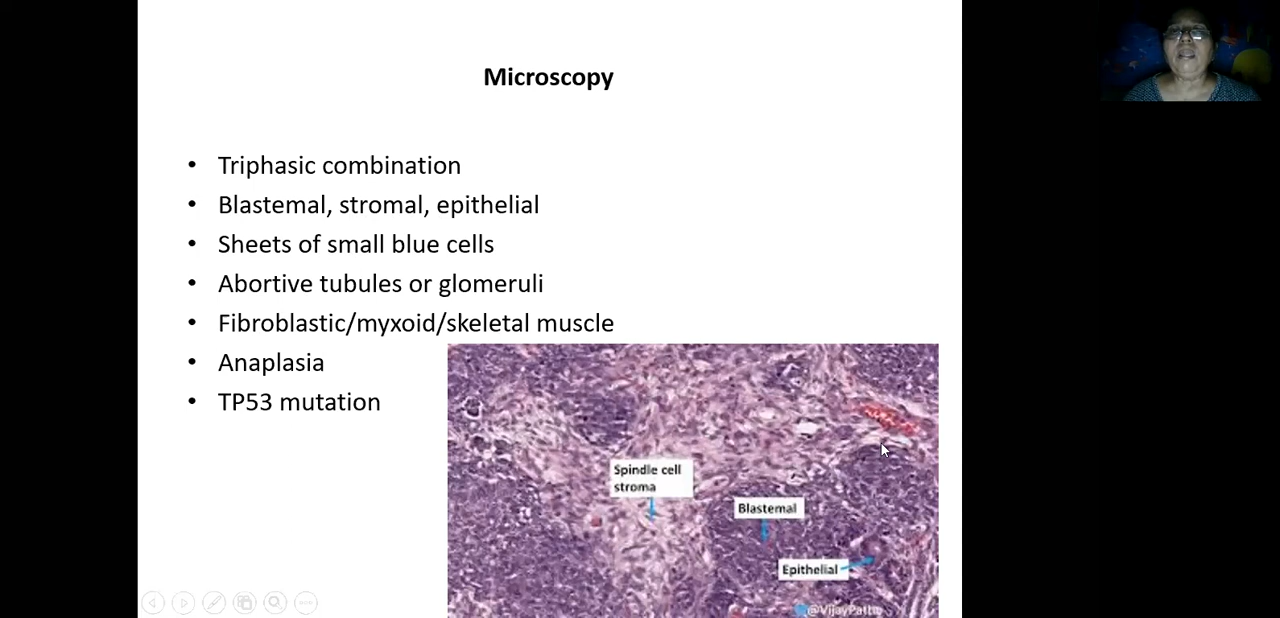 Microscopy
• Triphasic combination
• Blastemal, stromal, epithelial
• Sheets of small blue cells
• Abortive tubules or glomeruli
• Fibroblastic/myxoid/skeletal muscle
• Anaplasia
• TP53 mutation
Spindle cell
stroma
Blastemal
Epithelial